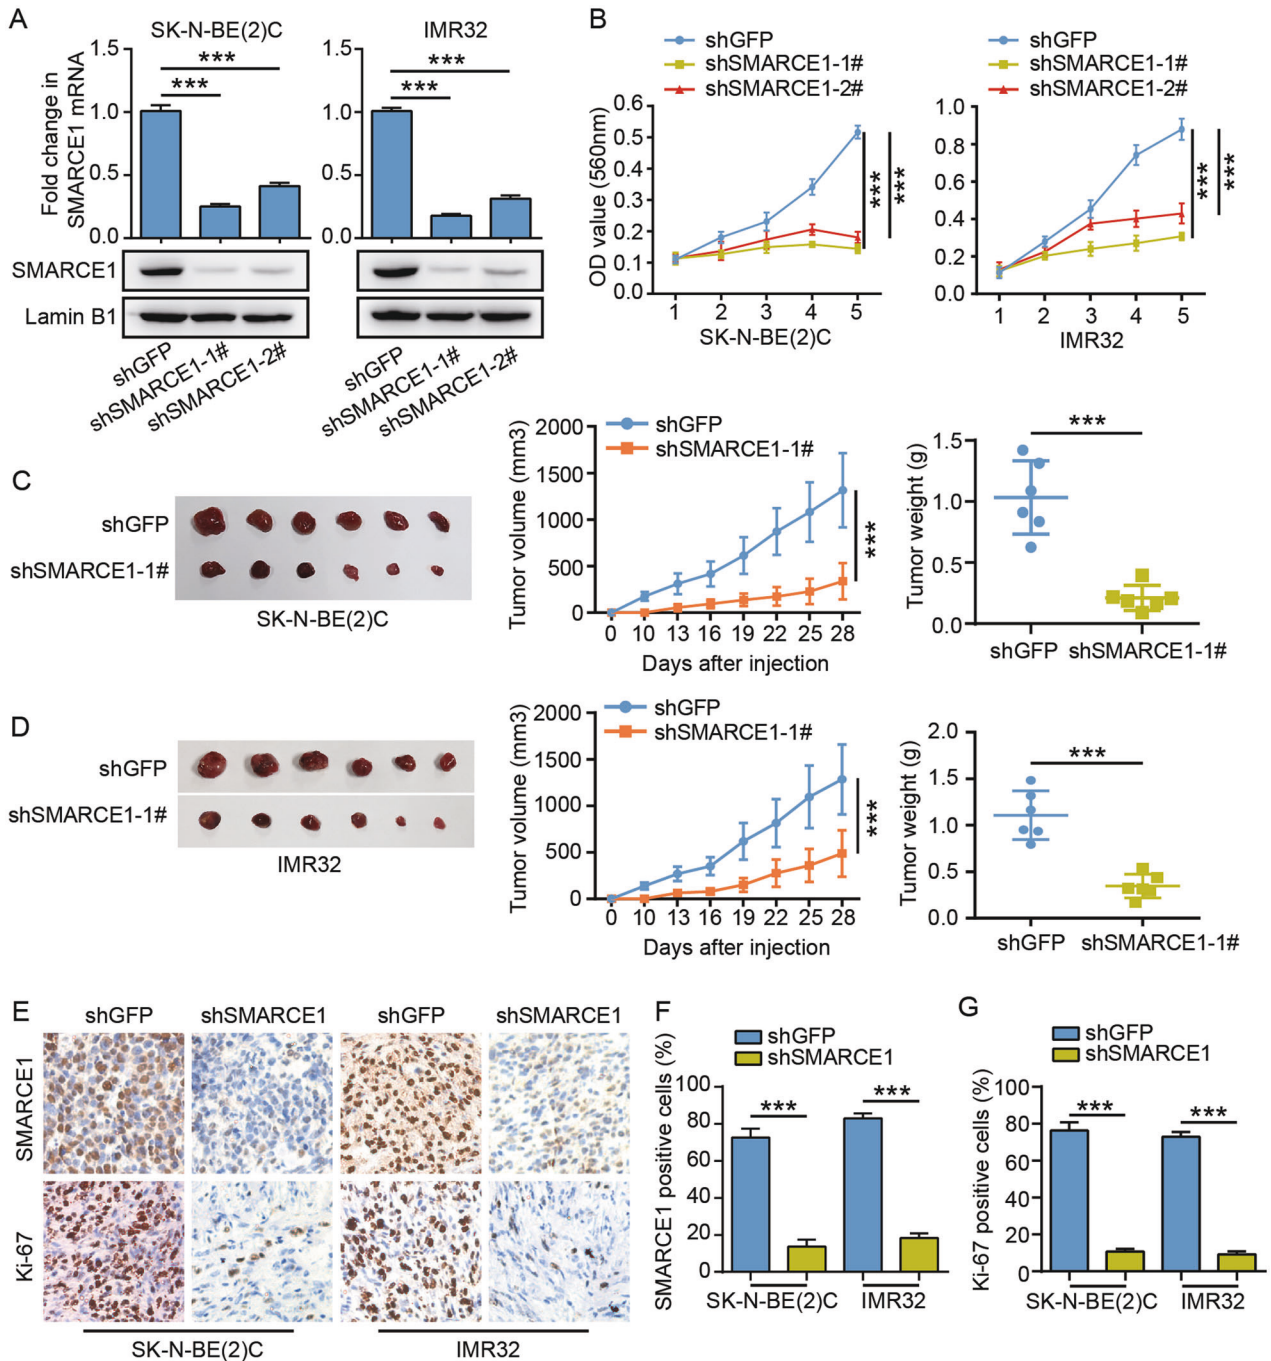 A
SK-N-BE(2)C
IMR32
Fold change in
SMARCE1 mRNA
1.5
1.0
0.5
0.0
***
***
1.5
1.0
0.5
0.0
***
***
SMARCE1
Lamin B1
shGFP
shSMARCE1-1#
shSMARCE1-2#
shGFP
shSMARCE1-1#
shSMARCE1-2#
B
shGFP
shSMARCE1-1#
shSMARCE1-2#
OD value (560nm)
0.6
0.5
0.4
0.3
0.2
0.1
0.0
1 2 3 4 5
SK-N-BE(2)C
***
***
shGFP
shSMARCE1-1#
shSMARCE1-2#
1.0
0.8
0.6
0.4
0.2
0.0
1 2 3 4 5
IMR32
***
***
C
shGFP
shSMARCE1-1#
SK-N-BE(2)C
shGFP
shSMARCE1-1#
Tumor volume (mm3)
2000
1500
1000
500
0
0 10 13 16 19 22 25 28
Days after injection
***
Tumor weight (g)
1.5
1.0
0.5
0.0
***
shGFP shSMARCE1-1#
D
shGFP
shSMARCE1-1#
IMR32
shGFP
shSMARCE1-1#
Tumor volume (mm3)
2000
1500
1000
500
0
0 10 13 16 19 22 25 28
Days after injection
***
Tumor weight (g)
2.0
1.5
1.0
0.5
0.0
***
shGFP shSMARCE1-1#
E
shGFP shSMARCE1 shGFP shSMARCE1
SMARCE1
Ki-67
SK-N-BE(2)C IMR32
F
shGFP
shSMARCE1
SMARCE1 positive cells (%)
100
80
60
40
20
0
***
***
SK-N-BE(2)C IMR32
G
shGFP
shSMARCE1
Ki-67 positive cells (%)
100
80
60
40
20
0
***
***
SK-N-BE(2)C IMR32